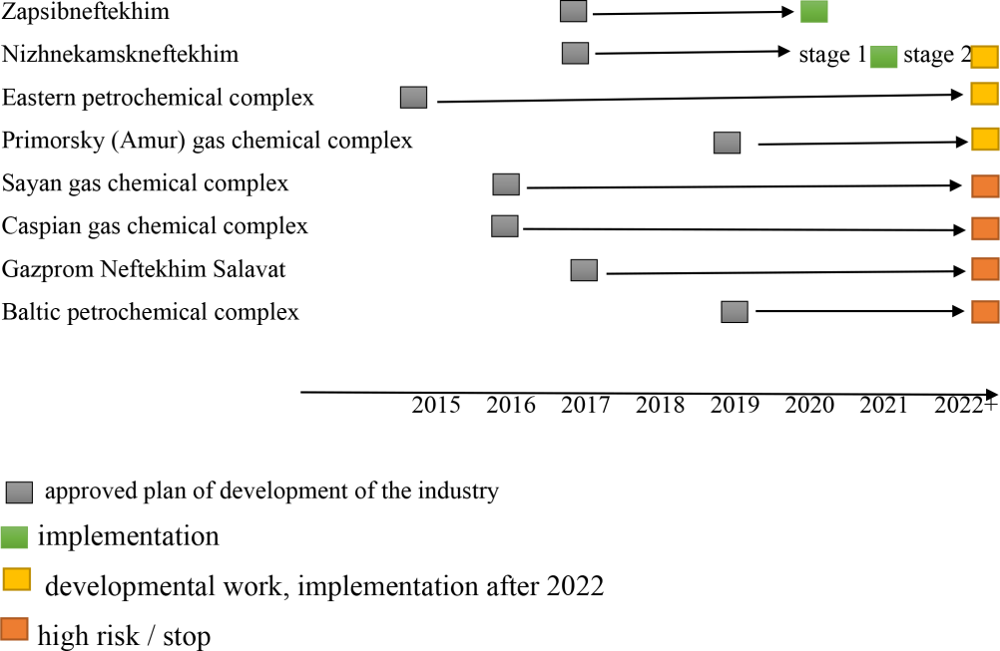 Zapsibneftekhim
Nizhnekamskneftekhim stage 1 stage 2
Eastern petrochemical complex
Primorsky (Amur) gas chemical complex
Sayan gas chemical complex
Caspian gas chemical complex
Gazprom Neftekhim Salavat
Baltic petrochemical complex
2015 2016 2017 2018 2019 2020 2021 2022+
approved plan of development of the industry
implementation
developmental work, implementation after 2022
high risk / stop